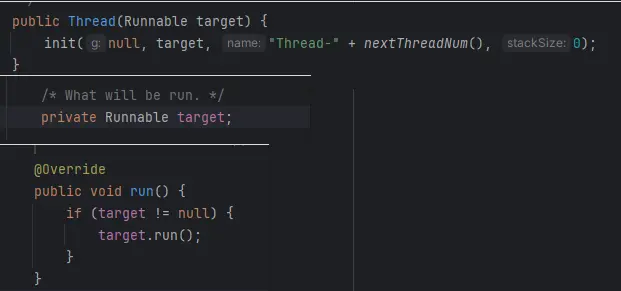 public Thread(Runnable target) {
init( g: null, target, name: "Thread-" + nextThreadNum(), stackSize: 0);
}
/* What will be run. */
private Runnable target;
@Override
public void run() {
if (target != null) {
target.run();
}
}